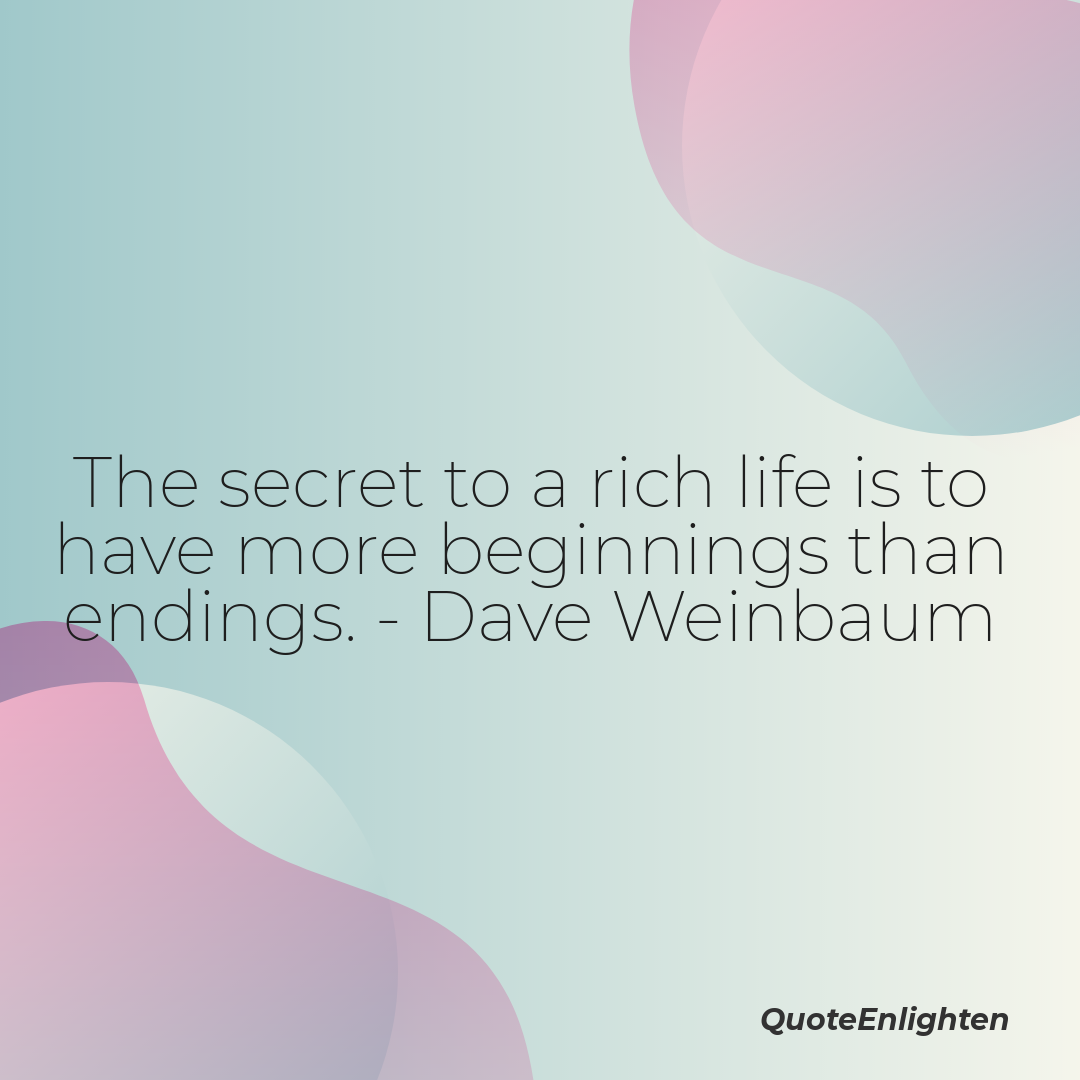 The secret to a rich life is to
have more beginnings than
endings. - Dave Weinbaum
QuoteEnlighten